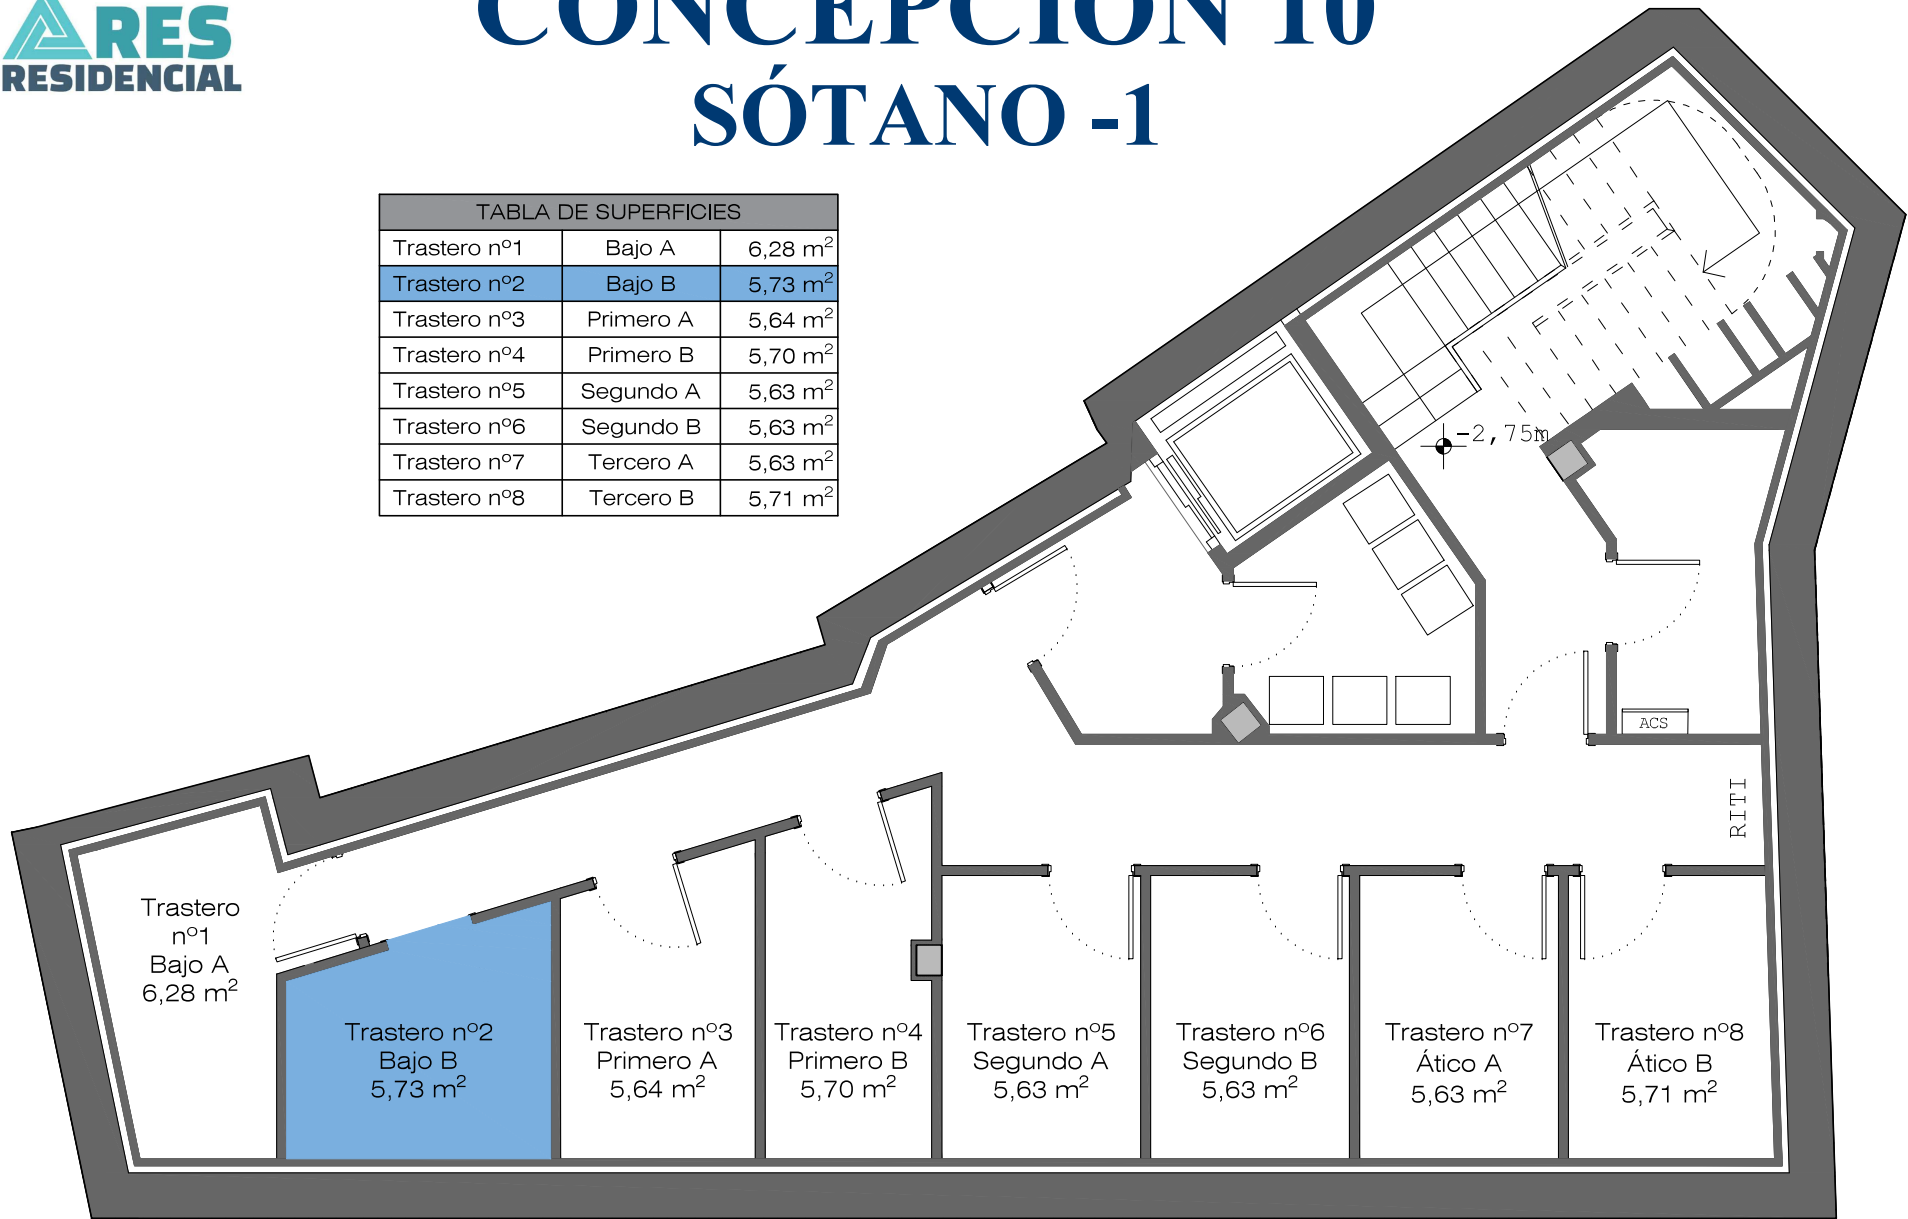 ARES
RESIDENCIAL
CONCEPCIÓN 10
SÓTANO -1
TABLA DE SUPERFICIES
Trastero nº1 Bajo A 6,28 m²
Trastero nº2 Bajo B 5,73 m²
Trastero nº3 Primero A 5,64 m²
Trastero nº4 Primero B 5,70 m²
Trastero nº5 Segundo A 5,63 m²
Trastero nº6 Segundo B 5,63 m²
Trastero nº7 Tercero A 5,63 m²
Trastero nº8 Tercero B 5,71 m²
-2,75m
ACS
RITI
Trastero
nº1
Bajo A
6,28 m²
Trastero nº2
Bajo B
5,73 m²
Trastero nº3
Primero A
5,64 m²
Trastero nº4
Primero B
5,70 m²
Trastero nº5
Segundo A
5,63 m²
Trastero nº6
Segundo B
5,63 m²
Trastero nº7
Ático A
5,63 m²
Trastero nº8
Ático B
5,71 m²